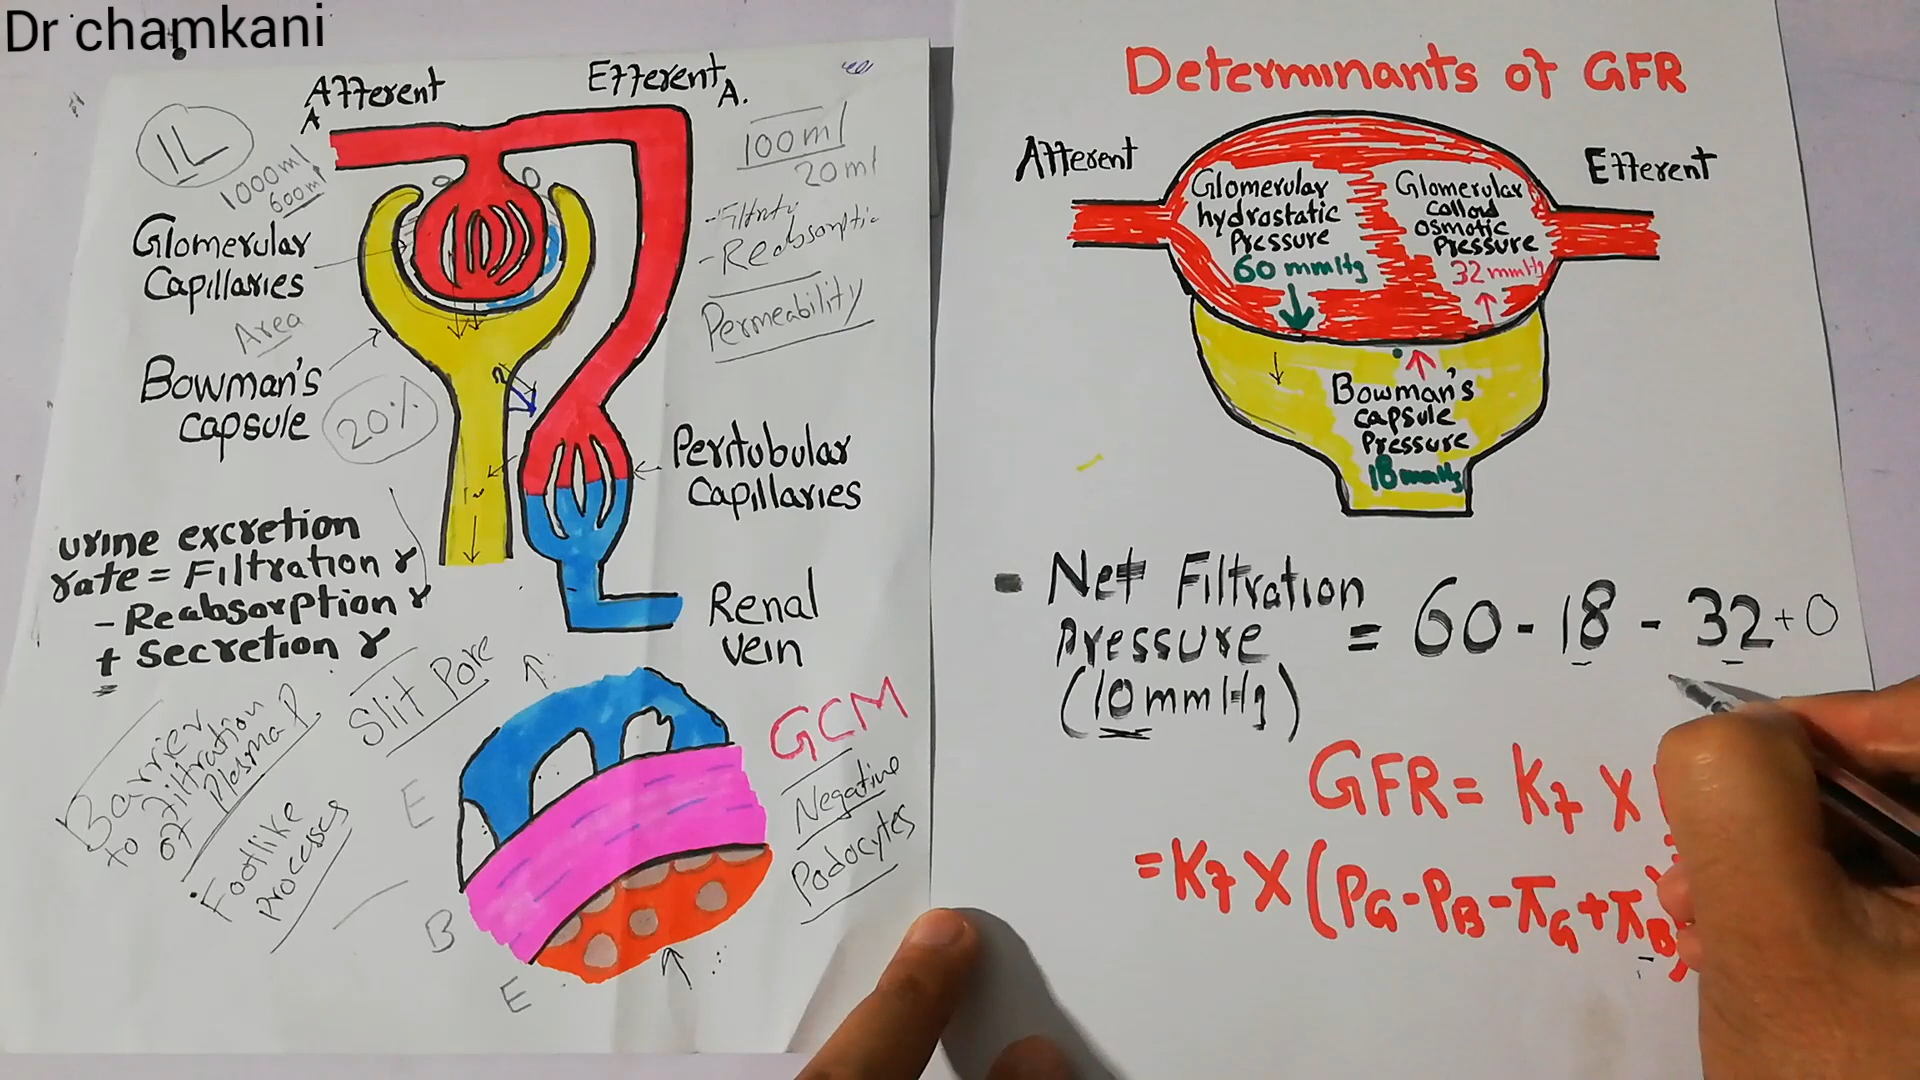 Dr chamkani
Afferent
A
Efferent
A.
1L
1000ml
600ml
100ml
20ml
Glomerular
Capillaries
-Reabsorptio
Permeability
Area
Bowman's
capsule
20%
Peritubular
Capillaries
urine excretion
rate = Filtration r
- Reabsorption r
+ Secretion r
Renal
vein
Slit Pore
Barrier
to Filtration
of Plasma P.
Footlike
processes
GCM
Negative
Podocytes
E
B
E
Determinants of GFR
Afferent
Efferent
Glomerular
hydrostatic
Pressure
60 mmHg
Glomerular
colloid
osmotic
Pressure
32 mmHg
Bowman's
capsule
Pressure
18 mmHg
Net Filtration
Pressure = 60 - 18 - 32 + 0
(10mmHg)
GFR = Kf X
= Kf X (PG - PB - πG + πB)